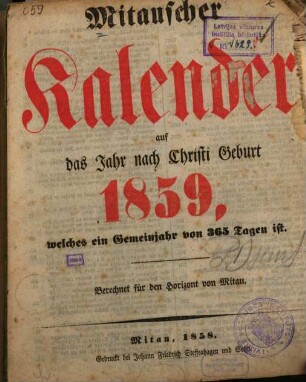 859
Mitauscher
Kalender
auf
das Jahr nach Christi Geburt
1859,
welches ein Gemeinjahr von 365 Tagen ist.
Berechnet für den Horizont von Mitau.
Mitau, 1858.
Gedruckt bei Johann Friedrich Steffenhagen und Sohn.